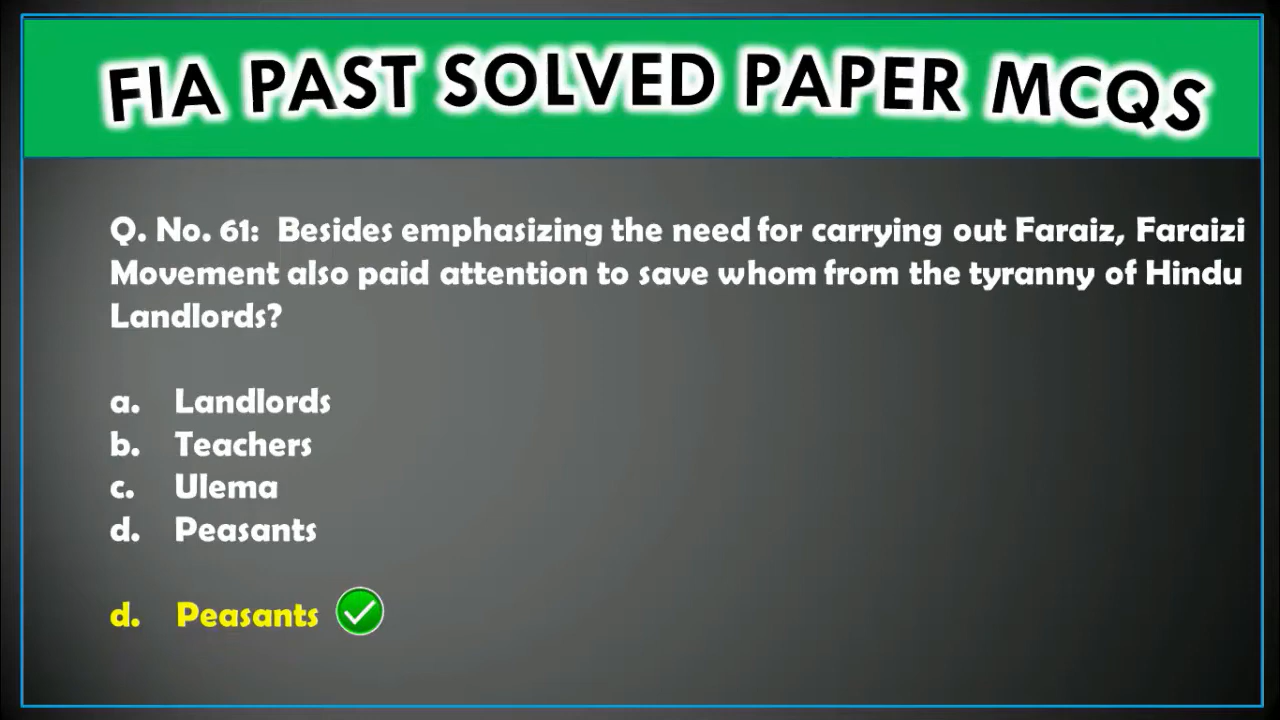 FIA PAST SOLVED PAPER MCQS
Q. No. 61: Besides emphasizing the need for carrying out Faraiz, Faraizi
Movement also paid attention to save whom from the tyranny of Hindu
Landlords?
a. Landlords
b. Teachers
c. Ulema
d. Peasants
d. Peasants